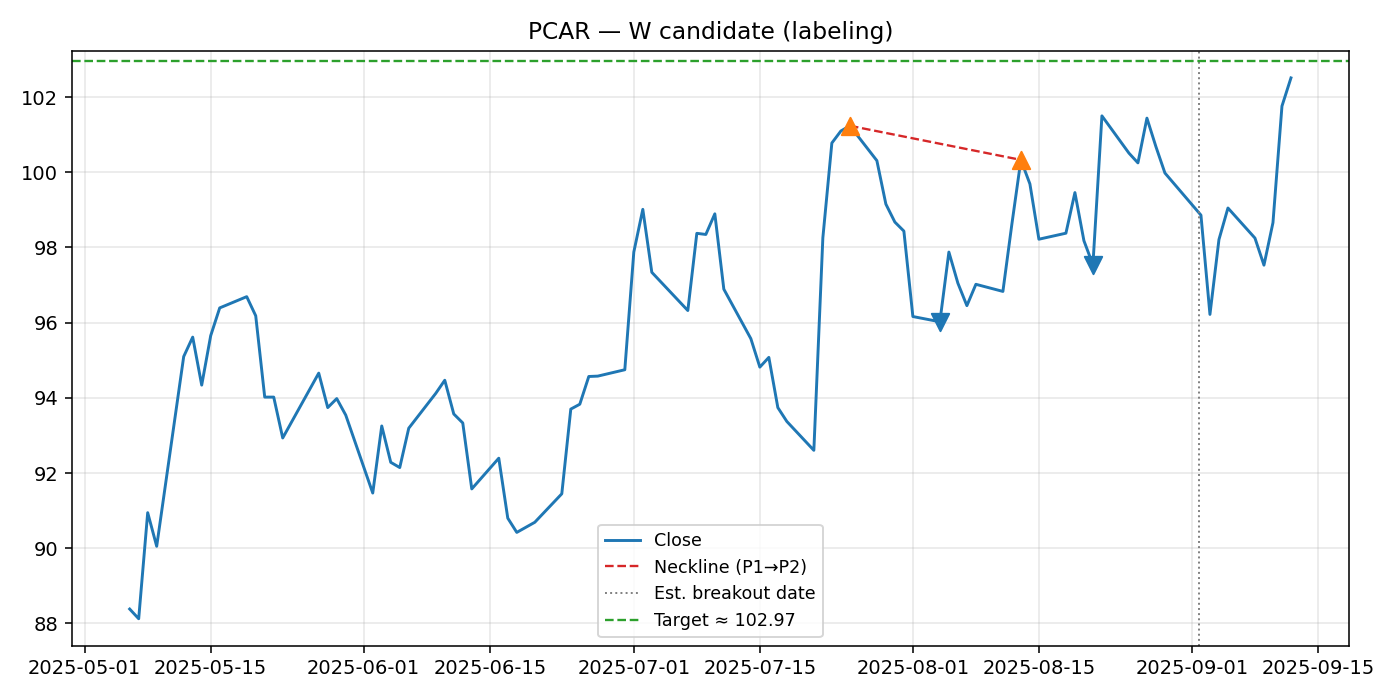 PCAR — W candidate (labeling)
102
100
98
96
94
92
90
88
Close
Neckline (P1→P2)
Est. breakout date
Target ≈ 102.97
2025-05-01 2025-05-15 2025-06-01 2025-06-15 2025-07-01 2025-07-15 2025-08-01 2025-08-15 2025-09-01 2025-09-15